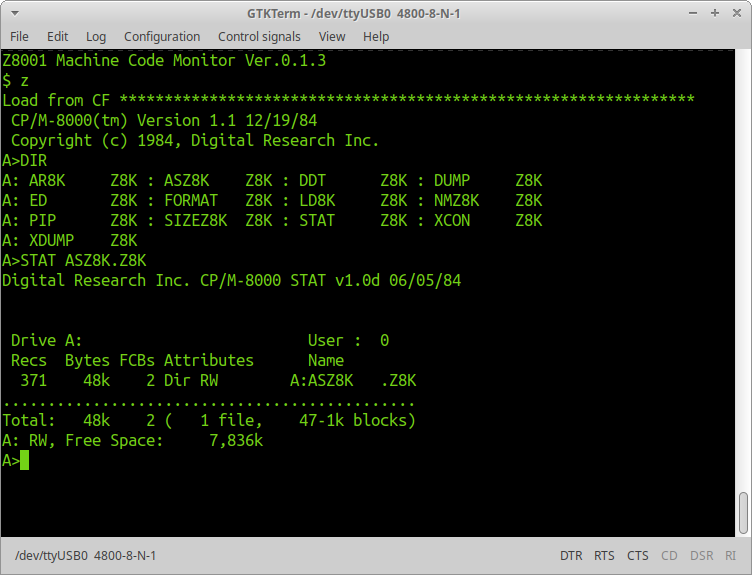 GTKTerm - /dev/ttyUSB0 4800-8-N-1
File Edit Log Configuration Control signals View Help
Z8001 Machine Code Monitor Ver.0.1.3
$ z
Load from CF ****************************************************************
 CP/M-8000(tm) Version 1.1 12/19/84
 Copyright (c) 1984, Digital Research Inc.
A>DIR
A: AR8K     Z8K : ASZ8K    Z8K : DDT      Z8K : DUMP     Z8K
A: ED       Z8K : FORMAT   Z8K : LD8K     Z8K : NMZ8K    Z8K
A: PIP      Z8K : SIZEZ8K  Z8K : STAT     Z8K : XCON     Z8K
A: XDUMP    Z8K
A>STAT ASZ8K.Z8K
Digital Research Inc. CP/M-8000 STAT v1.0d 06/05/84
 Drive A:                         User :  0
 Recs  Bytes FCBs Attributes      Name
  371    48k    2 Dir RW        A:ASZ8K   .Z8K
..............................................
Total:   48k    2 (   1 file,    47-1k blocks)
A: RW, Free Space:     7,836k
A>
/dev/ttyUSB0 4800-8-N-1 DTR RTS CTS CD DSR RI